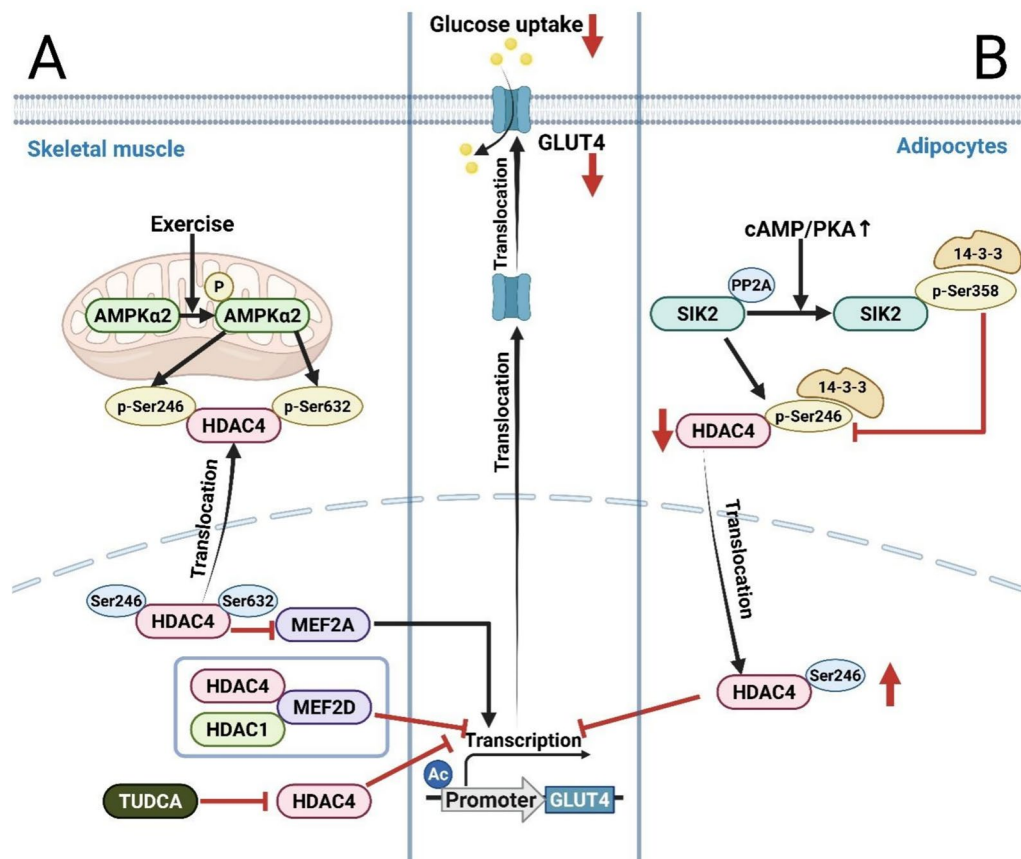 A
B
Glucose uptake
Skeletal muscle
GLUT4
Adipocytes
Translocation
Exercise
P
AMPKα2
AMPKα2
p-Ser246
p-Ser632
HDAC4
Translocation
Ser246
Ser632
HDAC4
MEF2A
HDAC4
MEF2D
HDAC1
TUDCA
HDAC4
Translocation
Transcription
Ac
Promoter
GLUT4
cAMP/PKA↑
14-3-3
PP2A
p-Ser358
SIK2
SIK2
14-3-3
p-Ser246
HDAC4
Translocation
Ser246
HDAC4